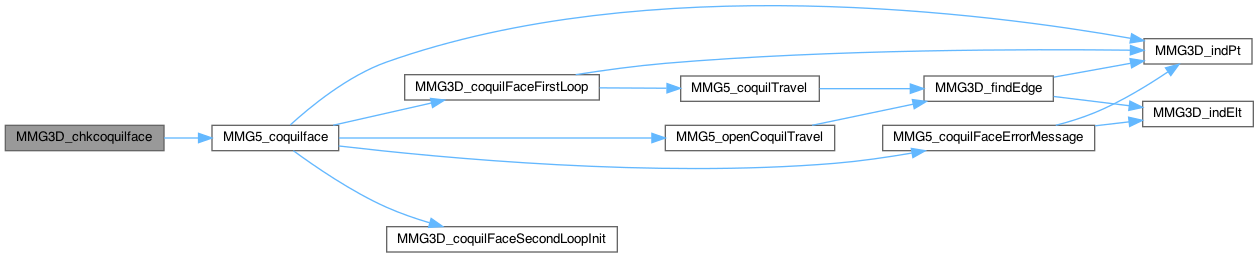 MMG3D_chkcoquilface
MMG5_coquilface
MMG3D_coquilFaceFirstLoop
MMG5_coquilTravel
MMG3D_findEdge
MMG3D_indPt
MMG3D_indElt
MMG5_openCoquilTravel
MMG5_coquilFaceErrorMessage
MMG3D_coquilFaceSecondLoopInit